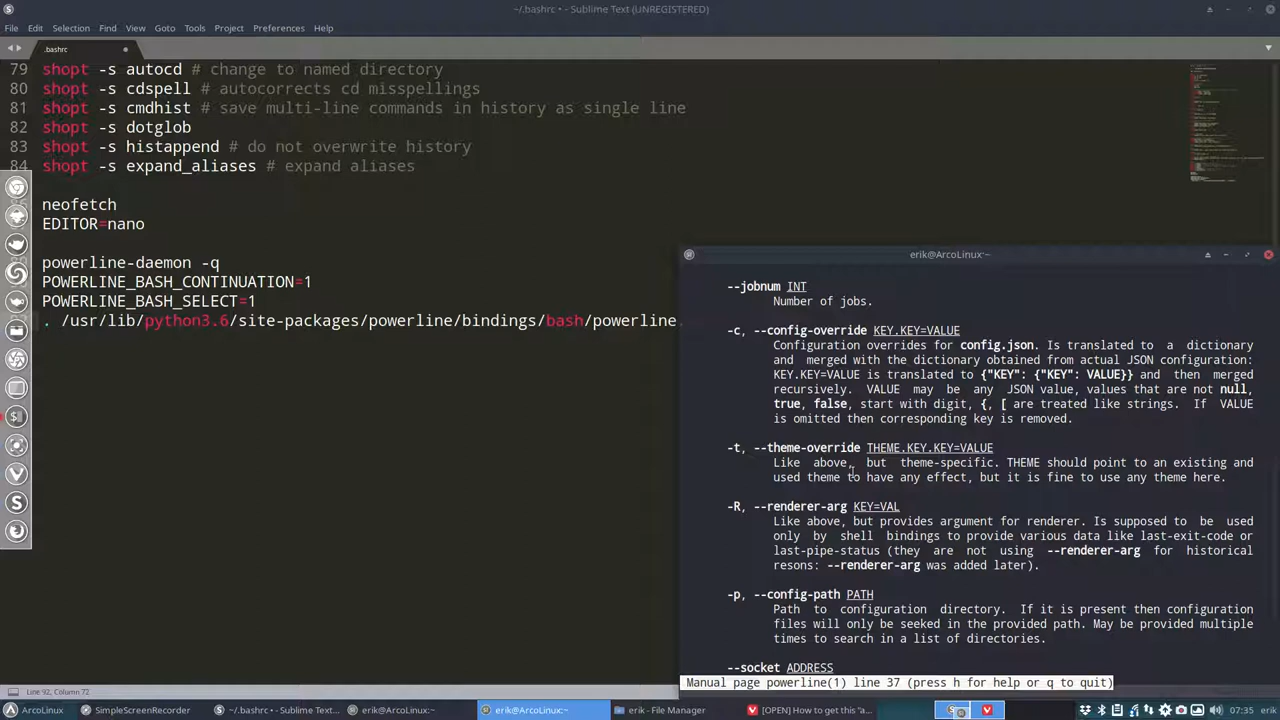 ~/.bashrc • - Sublime Text (UNREGISTERED)
File Edit Selection Find View Goto Tools Project Preferences Help
.bashrc
79 shopt -s autocd # change to named directory
80 shopt -s cdspell # autocorrects cd misspellings
81 shopt -s cmdhist # save multi-line commands in history as single line
82 shopt -s dotglob
83 shopt -s histappend # do not overwrite history
84 shopt -s expand_aliases # expand aliases
neofetch
EDITOR=nano
powerline-daemon -q
POWERLINE_BASH_CONTINUATION=1
POWERLINE_BASH_SELECT=1
. /usr/lib/python3.6/site-packages/powerline/bindings/bash/powerline.
erik@ArcoLinux:~
--jobnum INT
Number of jobs.
-c, --config-override KEY.KEY=VALUE
Configuration overrides for config.json. Is translated to a dictionary
and merged with the dictionary obtained from actual JSON configuration:
KEY.KEY=VALUE is translated to {"KEY": {"KEY": VALUE}} and then merged
recursively. VALUE may be any JSON value, values that are not null,
true, false, start with digit, {, [ are treated like strings. If VALUE
is omitted then corresponding key is removed.
-t, --theme-override THEME.KEY.KEY=VALUE
Like above, but theme-specific. THEME should point to an existing and
used theme to have any effect, but it is fine to use any theme here.
-R, --renderer-arg KEY=VAL
Like above, but provides argument for renderer. Is supposed to be used
only by shell bindings to provide various data like last-exit-code or
last-pipe-status (they are not using --renderer-arg for historical
resons: --renderer-arg was added later).
-p, --config-path PATH
Path to configuration directory. If it is present then configuration
files will only be seeked in the provided path. May be provided multiple
times to search in a list of directories.
--socket ADDRESS
Manual page powerline(1) line 37 (press h for help or q to quit)
Line 92, Column 72
ArcoLinux SimpleScreenRecorder ~/.bashrc • - Sublime T... erik@ArcoLinux:~ erik@ArcoLinux:~ erik - File Manager [OPEN] How to get this "a... 07:35 erik